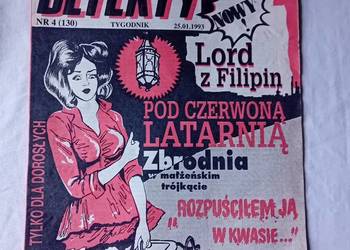 DETEKTYW
NR 4 (130)
TYGODNIK
25.01.1993
NOWY
Lord
z Filipin
POD CZERWONĄ
LATARNIĄ
Zbrodnia
w małżeńskim
trójkącie
„ROZPUŚCIŁEM JĄ
W KWASIE..."
TYLKO DLA DOROSŁYCH